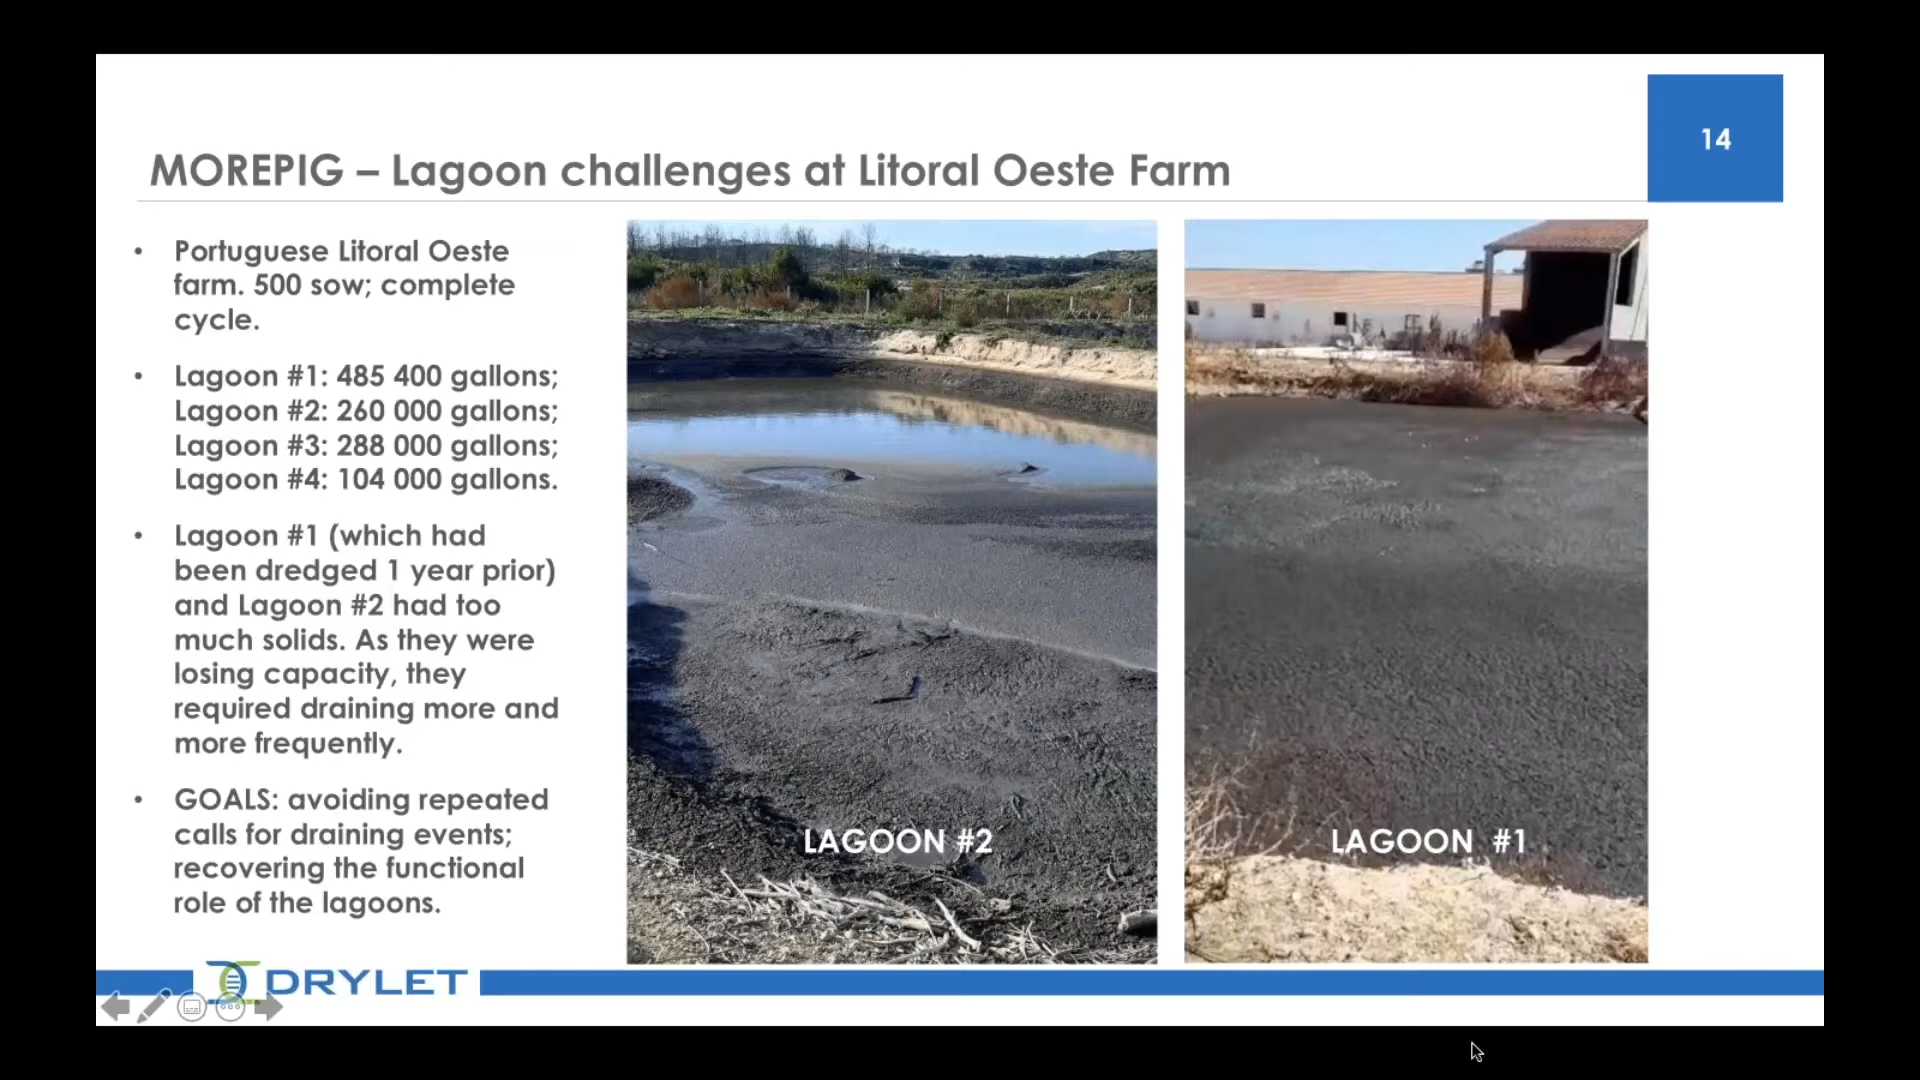 14
MOREPIG – Lagoon challenges at Litoral Oeste Farm
• Portuguese Litoral Oeste
farm. 500 sow; complete
cycle.
• Lagoon #1: 485 400 gallons;
Lagoon #2: 260 000 gallons;
Lagoon #3: 288 000 gallons;
Lagoon #4: 104 000 gallons.
• Lagoon #1 (which had
been dredged 1 year prior)
and Lagoon #2 had too
much solids. As they were
losing capacity, they
required draining more and
more frequently.
• GOALS: avoiding repeated
calls for draining events;
recovering the functional
role of the lagoons.
LAGOON #2
LAGOON #1
DRYLET